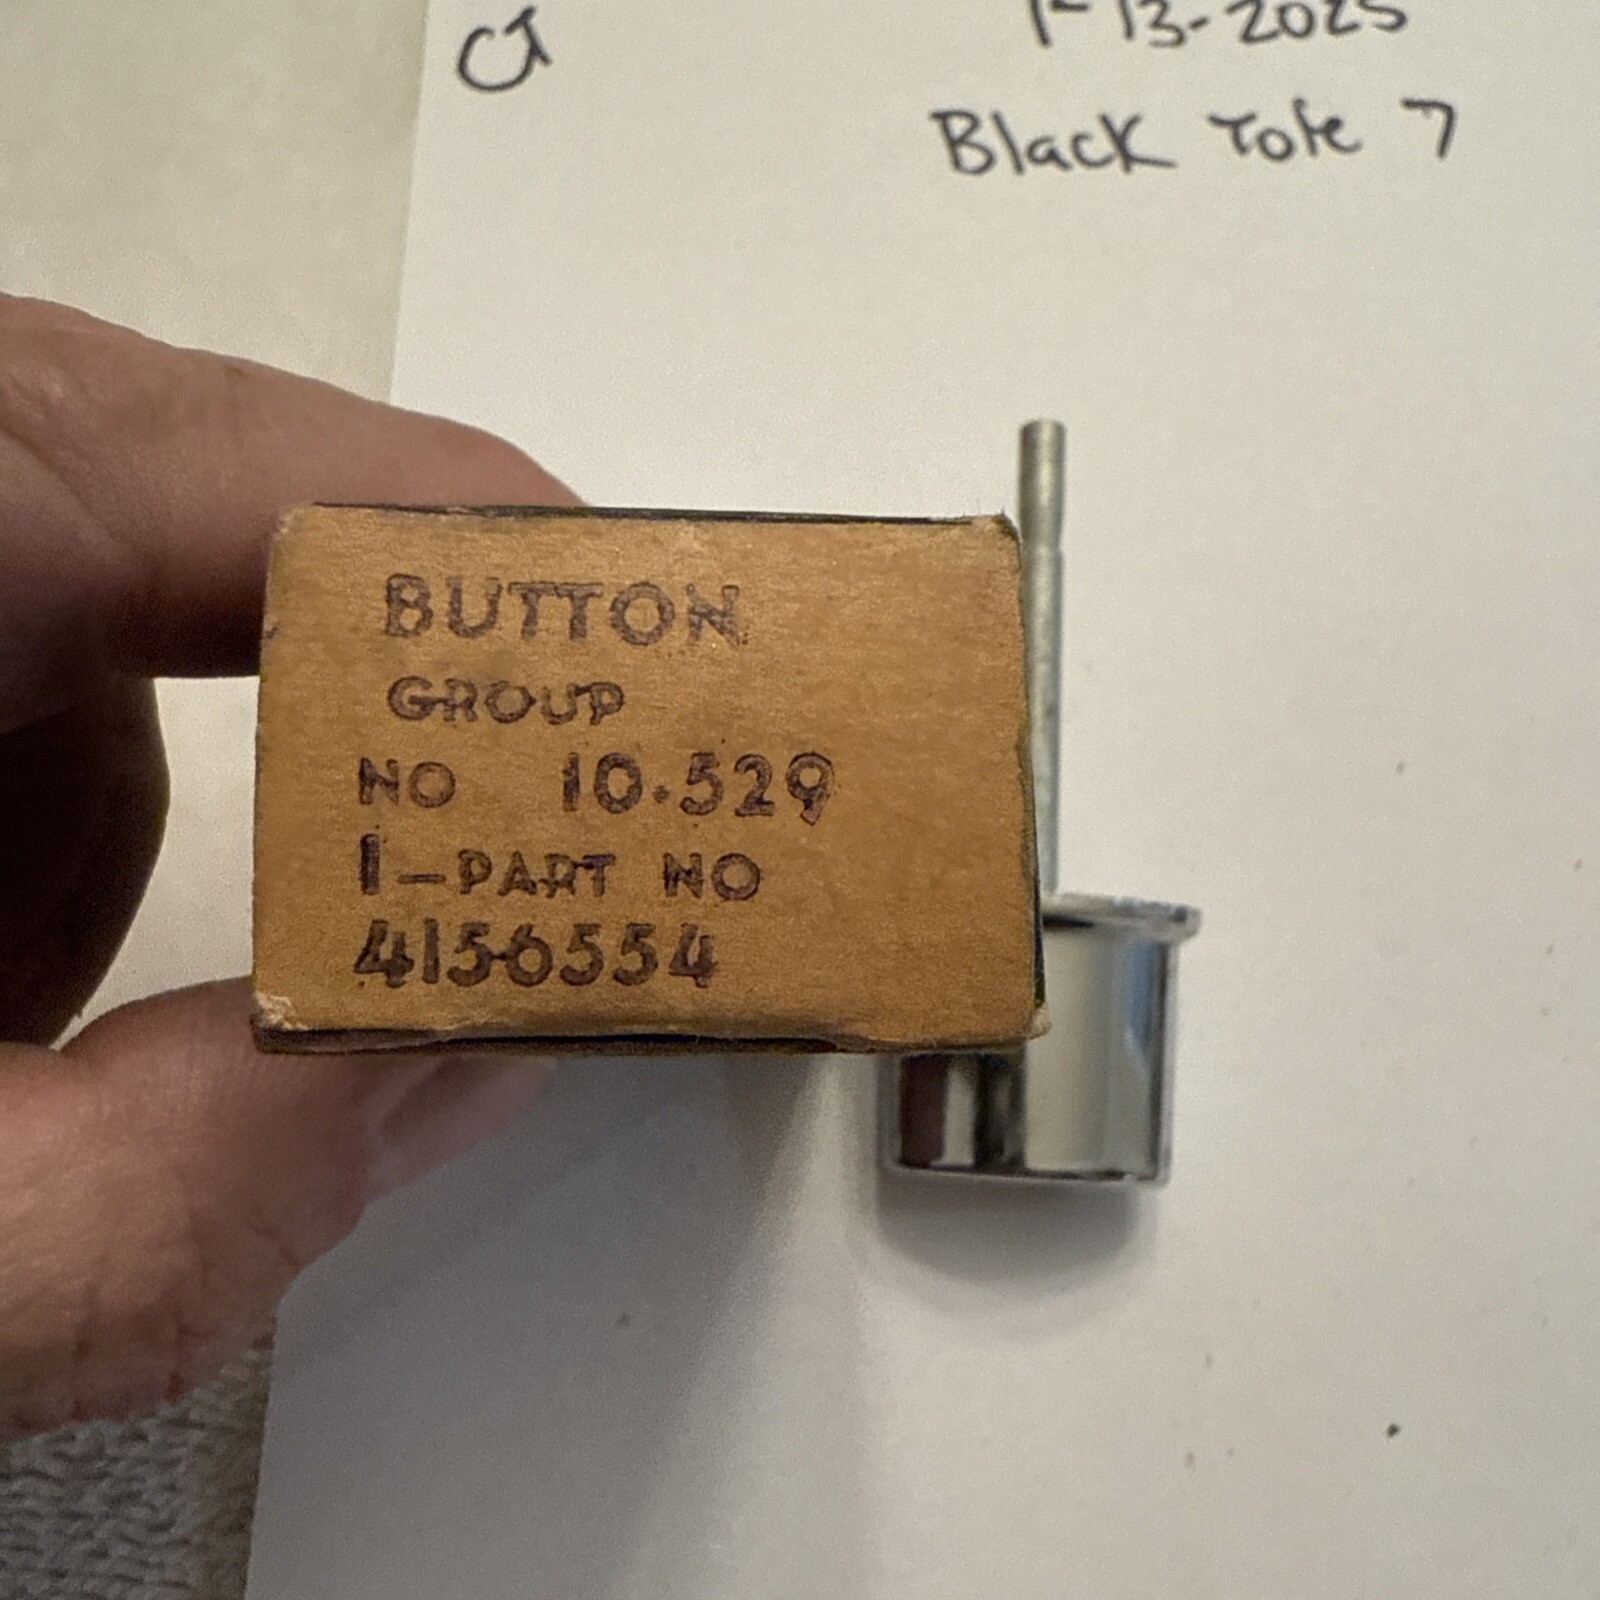 CJ
1-13-2025
Black Tote 7
BUTTON
GROUP
NO 10.529
1-PART NO
4156554